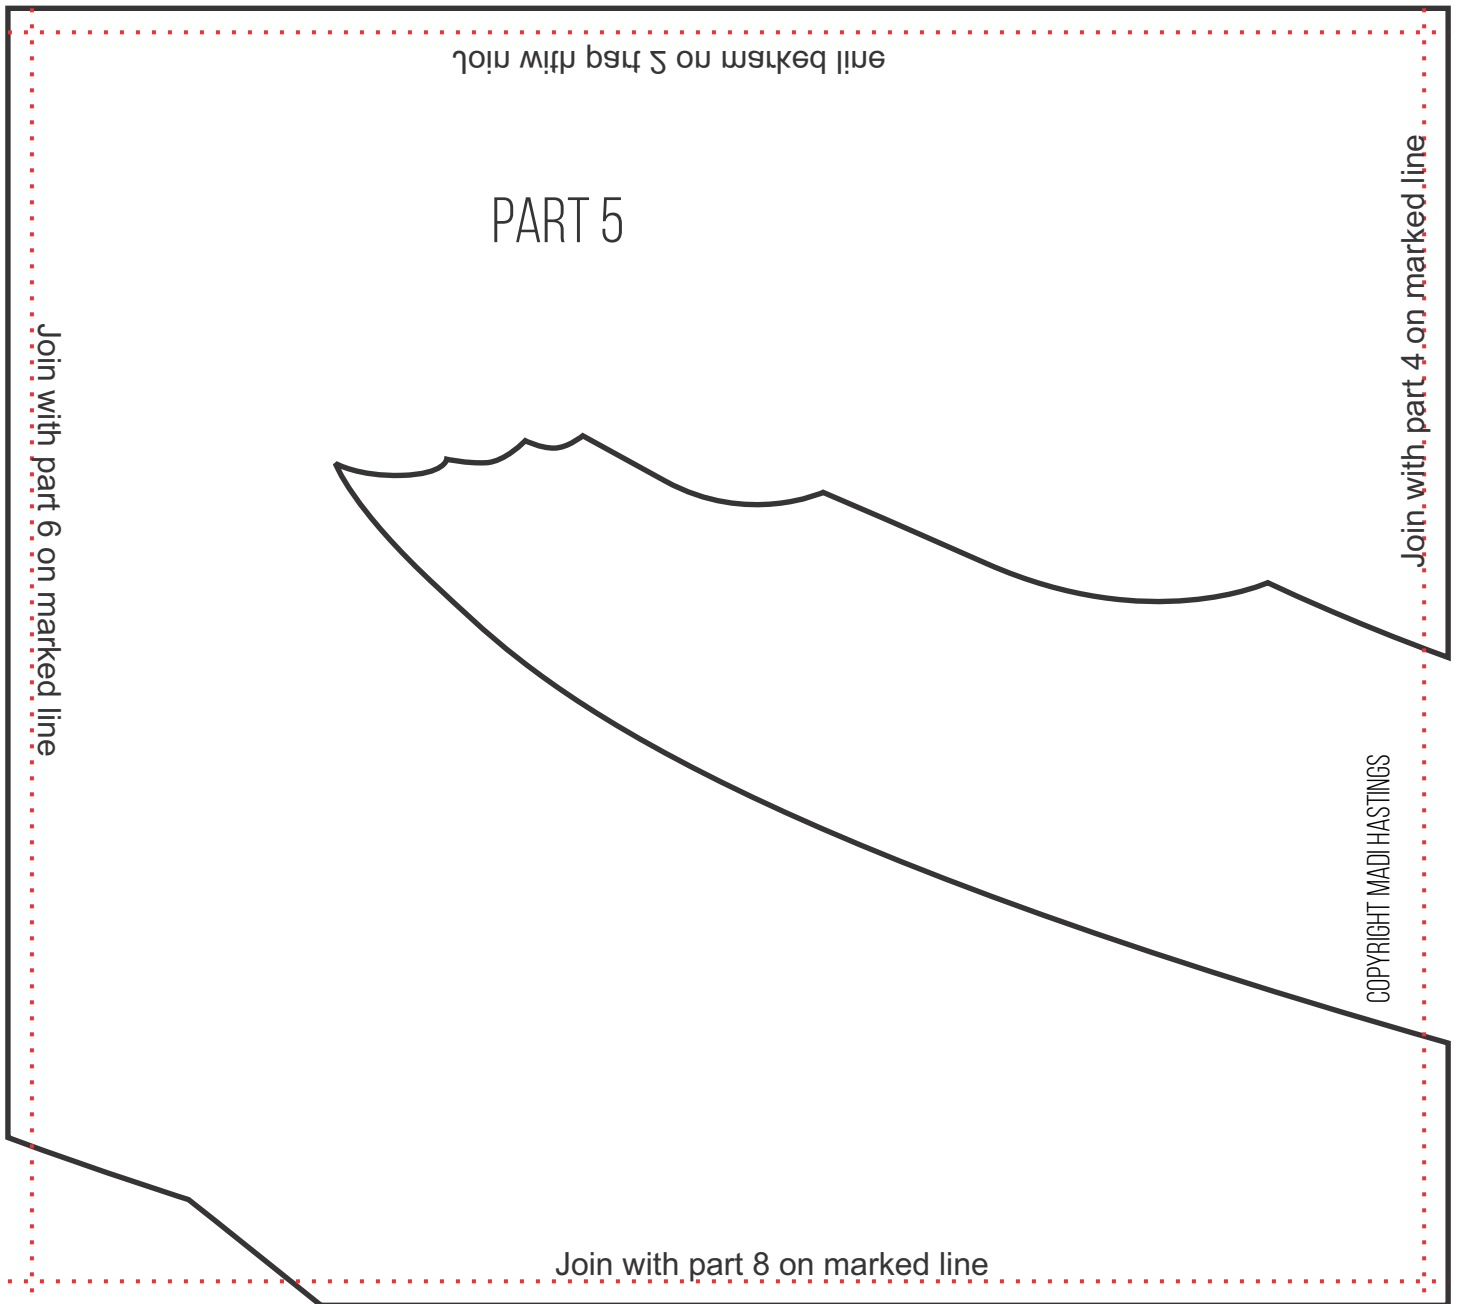 Join with part 2 on marked line
PART 5
Join with part 4 on marked line
Join with part 6 on marked line
COPYRIGHT MADI HASTINGS
Join with part 8 on marked line